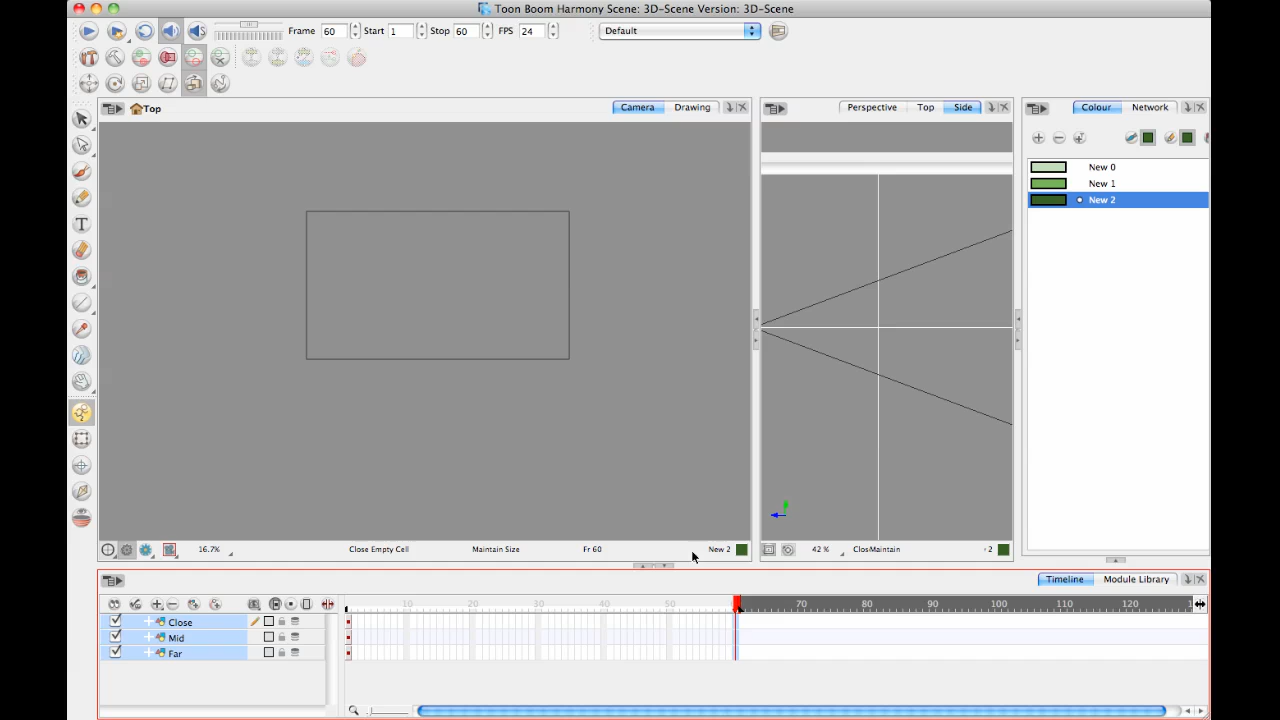 Toon Boom Harmony Scene: 3D-Scene Version: 3D-Scene
Frame 60 Start 1 Stop 60 FPS 24 Default
Top Camera Drawing Perspective Top Side Colour Network
New 0
New 1
New 2
T
16.7% Close Empty Cell Maintain Size Fr 60 New 2 42 % ClosMaintain : 2
Timeline Module Library
10 20 30 40 50 70 80 90 100 110 120
Close
Mid
Far